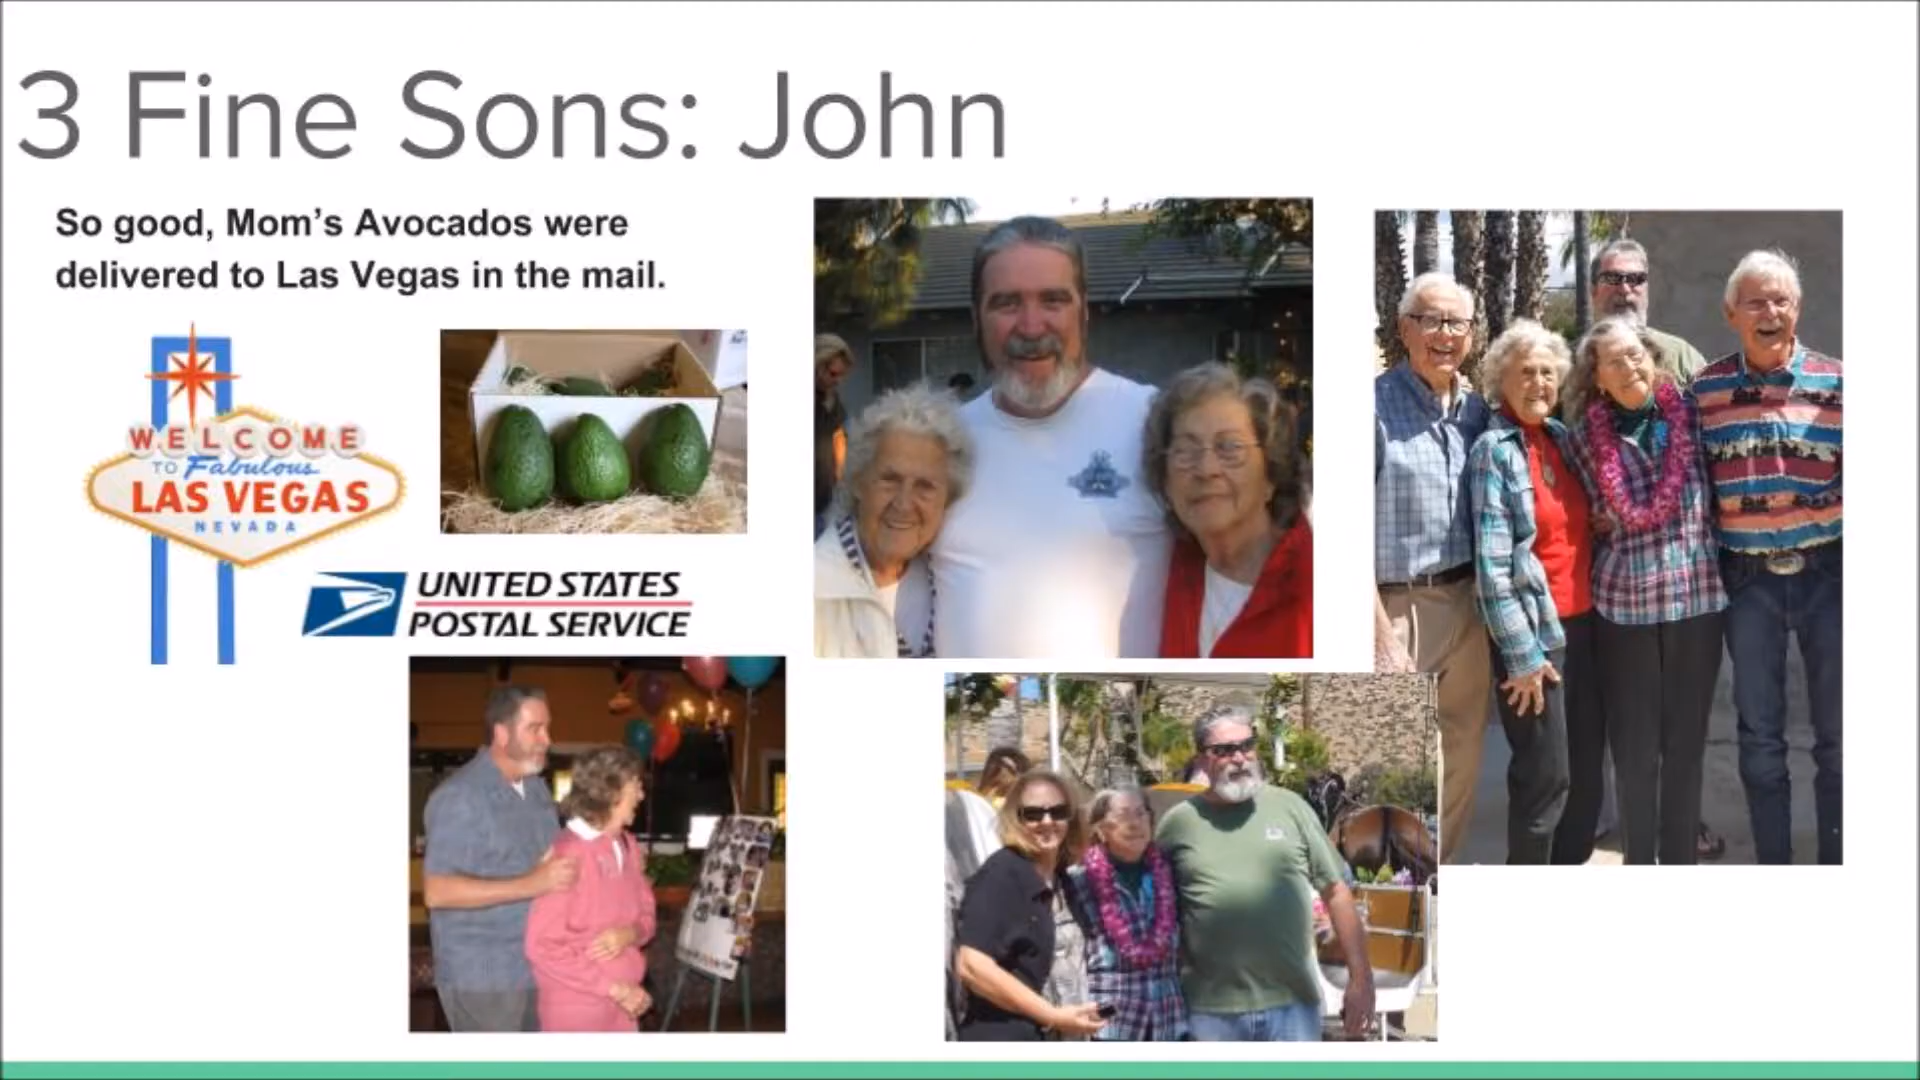 3 Fine Sons: John
So good, Mom's Avocados were
delivered to Las Vegas in the mail.
WELCOME
TO Fabulous
LAS VEGAS
NEVADA
UNITED STATES
POSTAL SERVICE